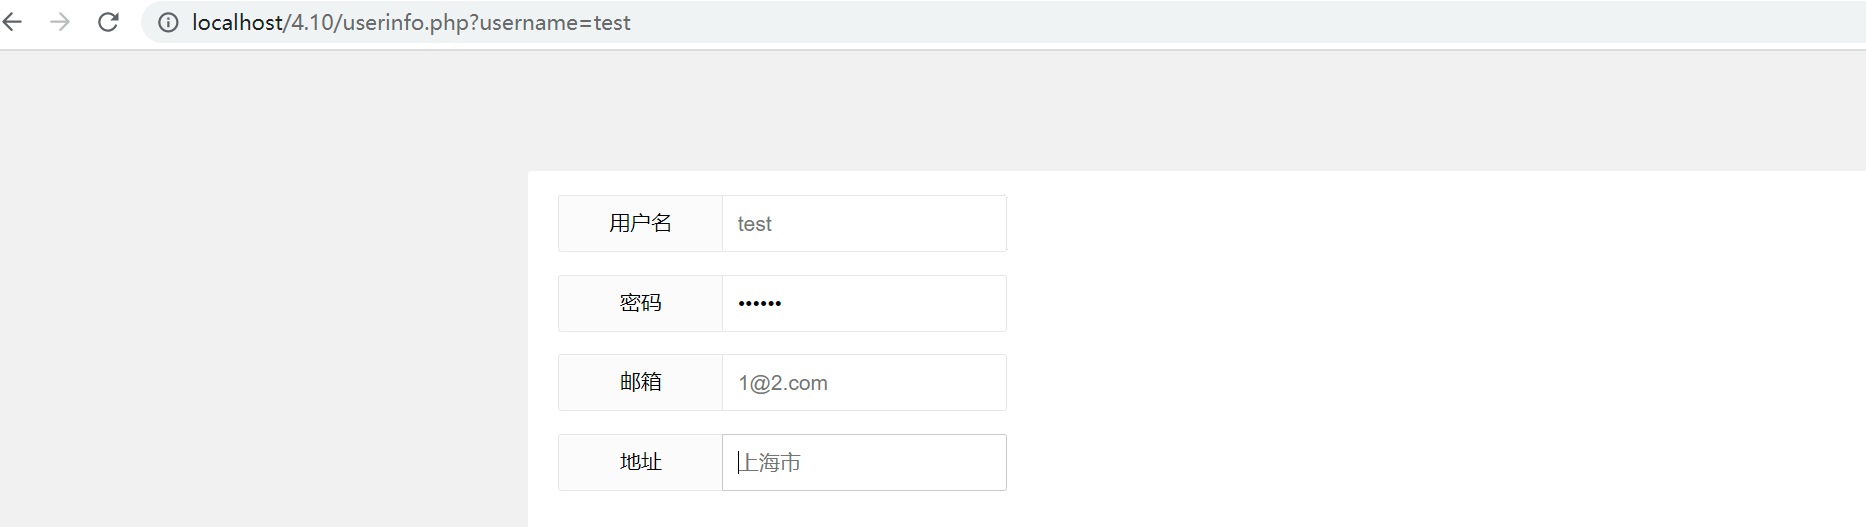 localhost/4.10/userinfo.php?username=test
用户名 test
密码 ••••••
邮箱 1@2.com
地址 上海市